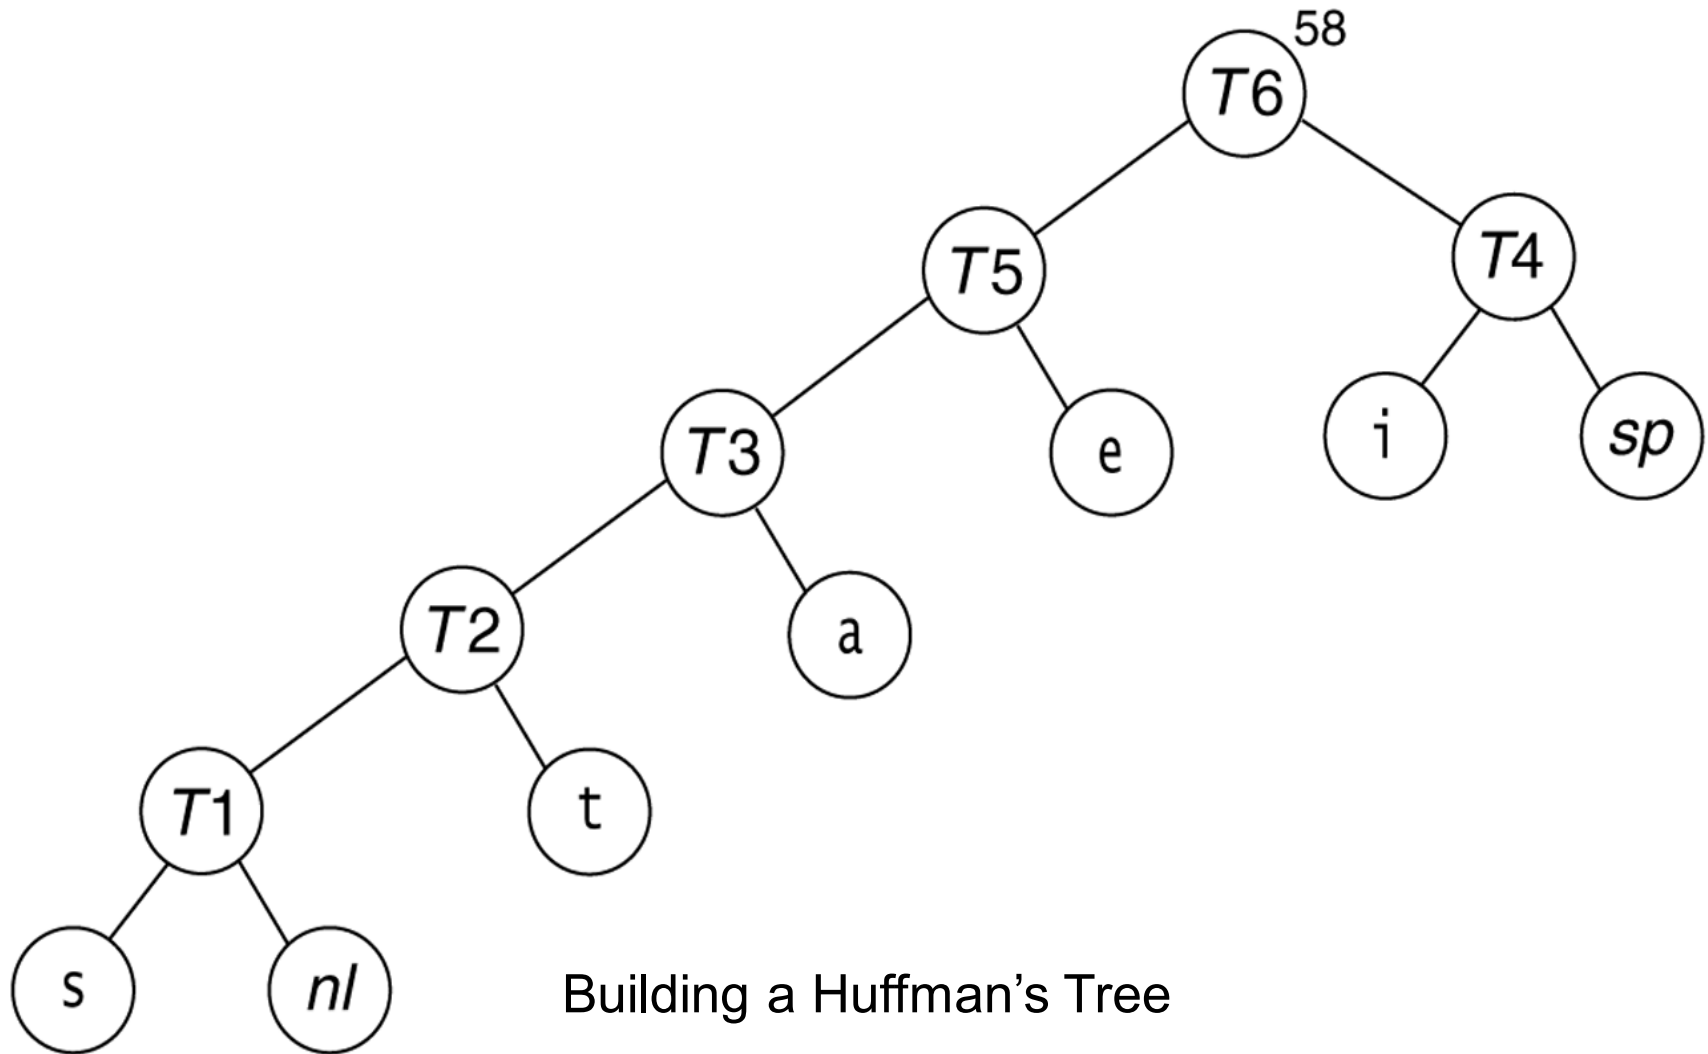 58
T6
T5
T4
T3
e
i
sp
T2
a
T1
t
s
nl
Building a Huffman’s Tree